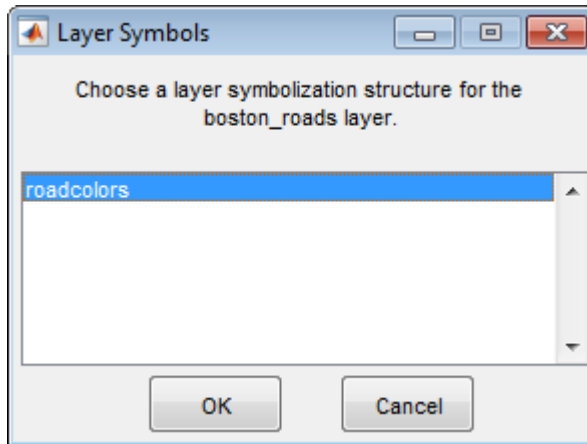 Layer Symbols
Choose a layer symbolization structure for the
boston_roads layer.
roadcolors
OK
Cancel